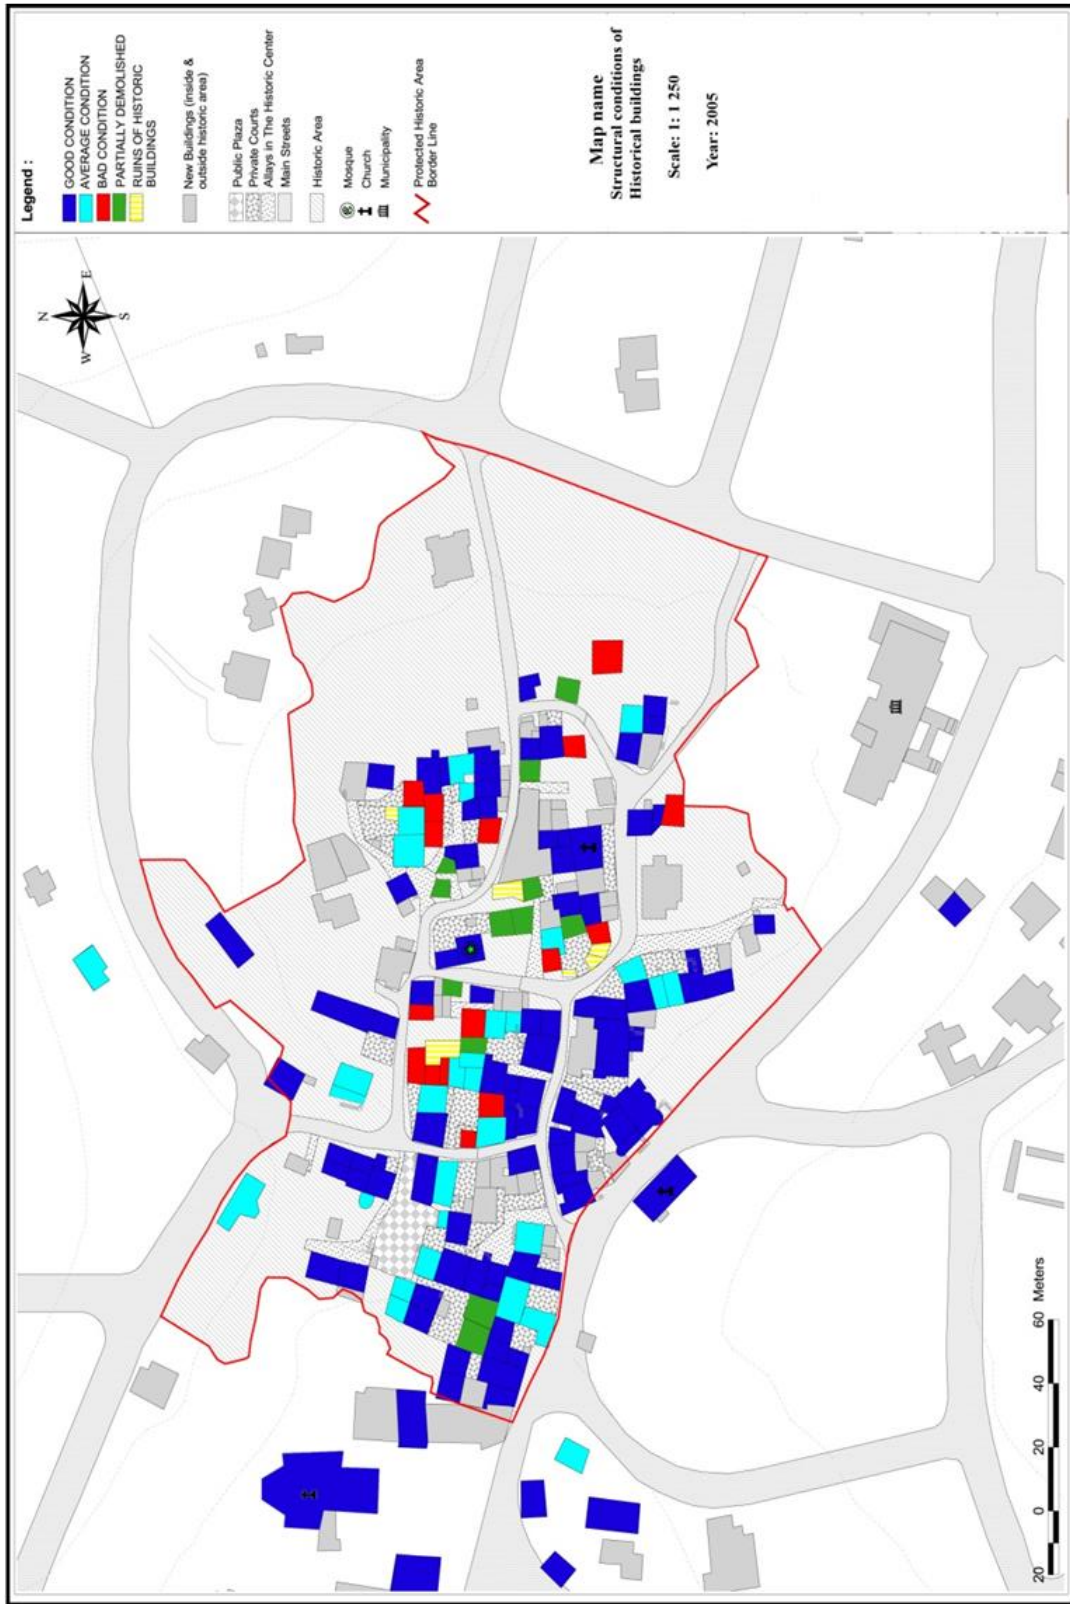 Legend :
GOOD CONDITION
AVERAGE CONDITION
BAD CONDITION
PARTIALLY DEMOLISHED
RUINS OF HISTORIC
BUILDINGS
New Buildings (inside &
outside historic area)
Public Plaza
Private Courts
Allays in The Historic Center
Main Streets
Historic Area
Mosque
Church
Municipality
Protected Historic Area
Border Line
Map name
Structural conditions of
Historical buildings
Scale: 1: 1 250
Year: 2005
N
W
E
S
20 0 20 40 60 Meters